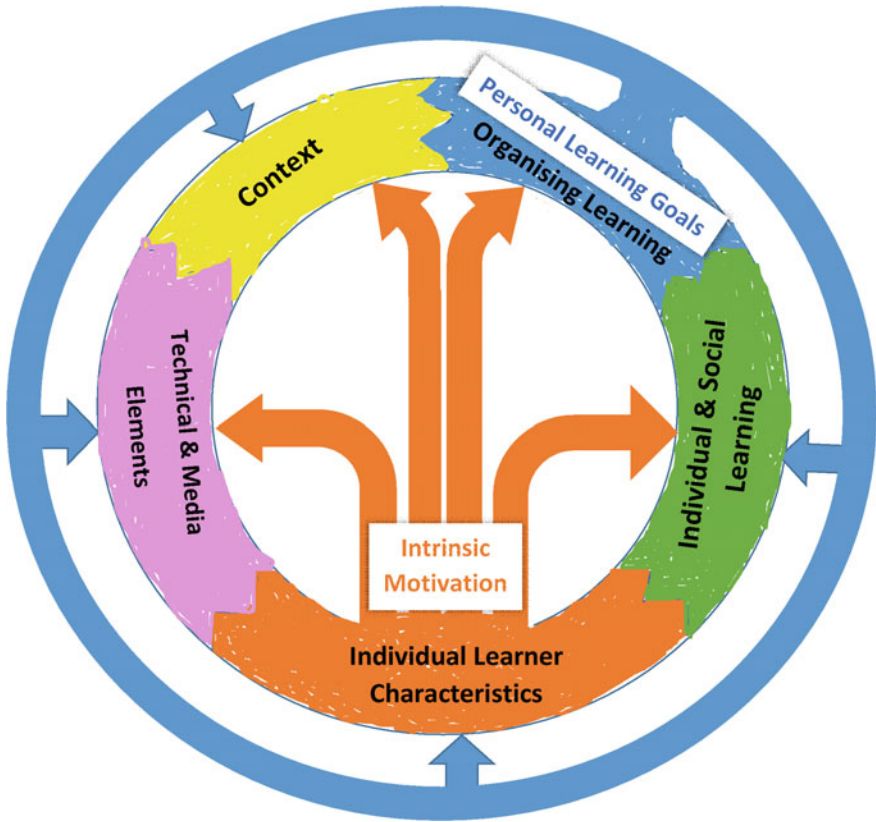 Personal Learning Goals
Organising Learning
Context
Individual & Social
Learning
Technical & Media
Elements
Intrinsic
Motivation
Individual Learner
Characteristics